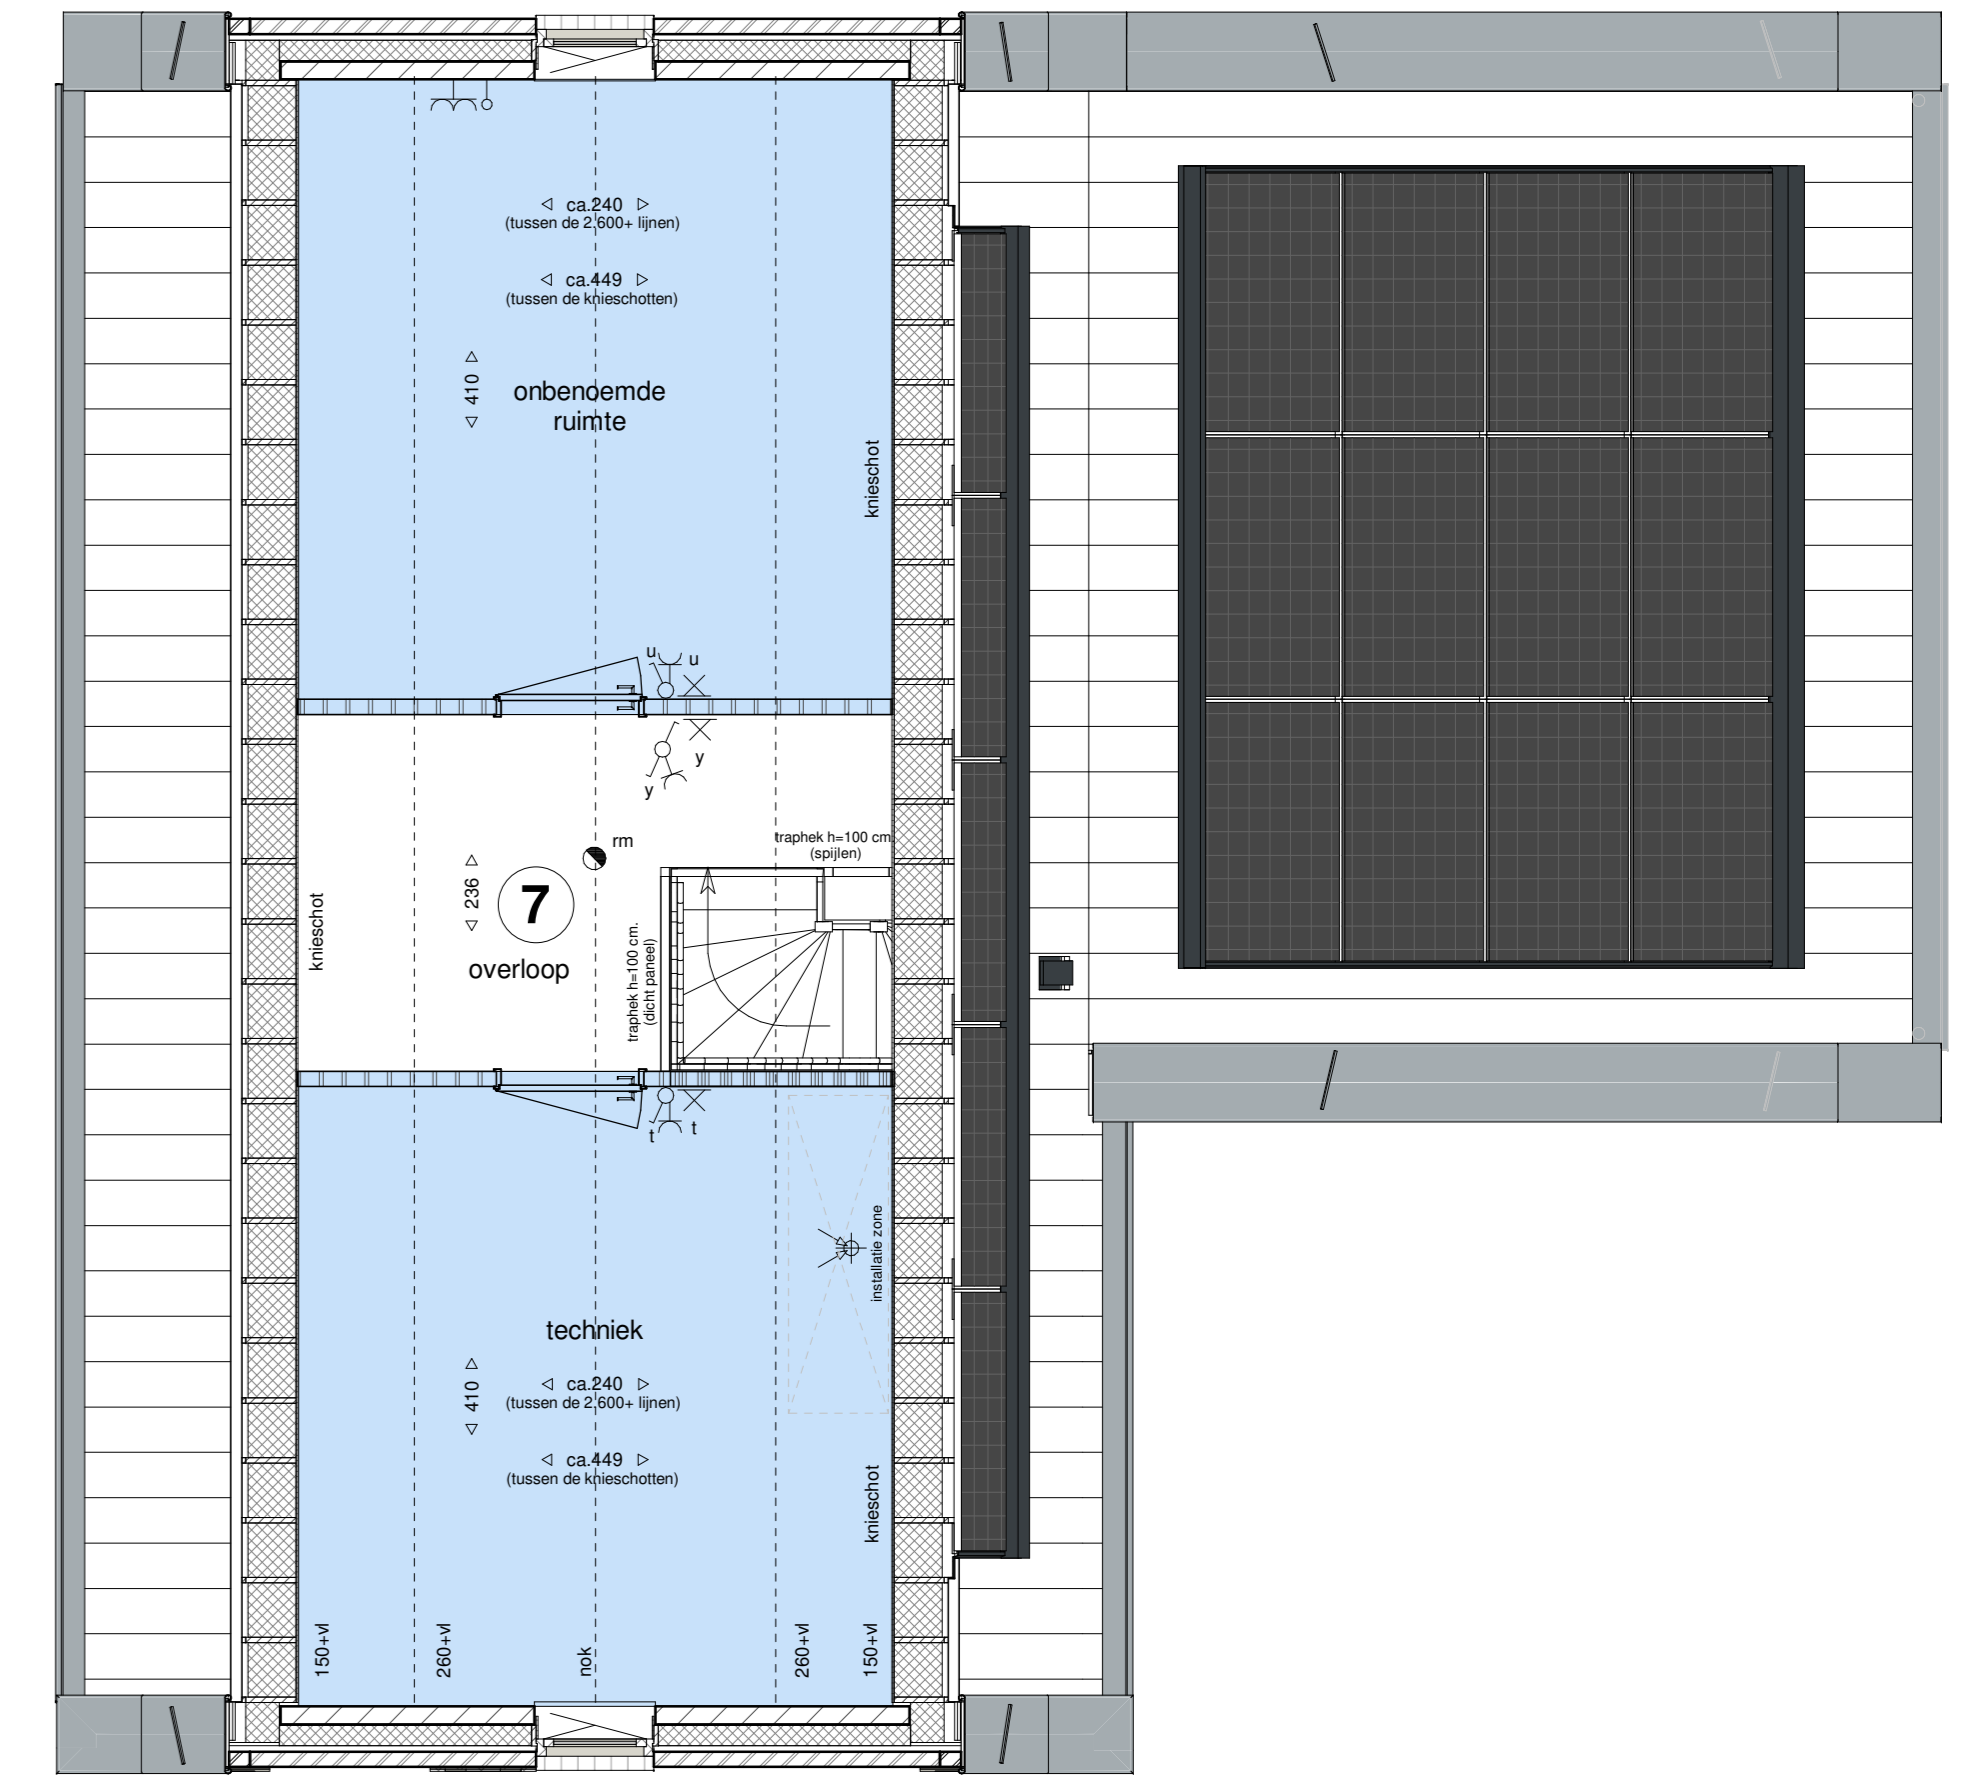 ca.240
(tussen de 2.600+ lijnen)
ca.449
(tussen de knieschotten)
410
onbenoemde
ruimte
knieschot
u
u
y
y
rm
traphek h=100 cm.
(spijlen)
236
7
overloop
knieschot
traphek h=100 cm.
(dicht paneel)
t
t
installatie zone
techniek
410
ca.240
(tussen de 2.600+ lijnen)
ca.449
(tussen de knieschotten)
knieschot
150+vl
260+vl
nok
260+vl
150+vl